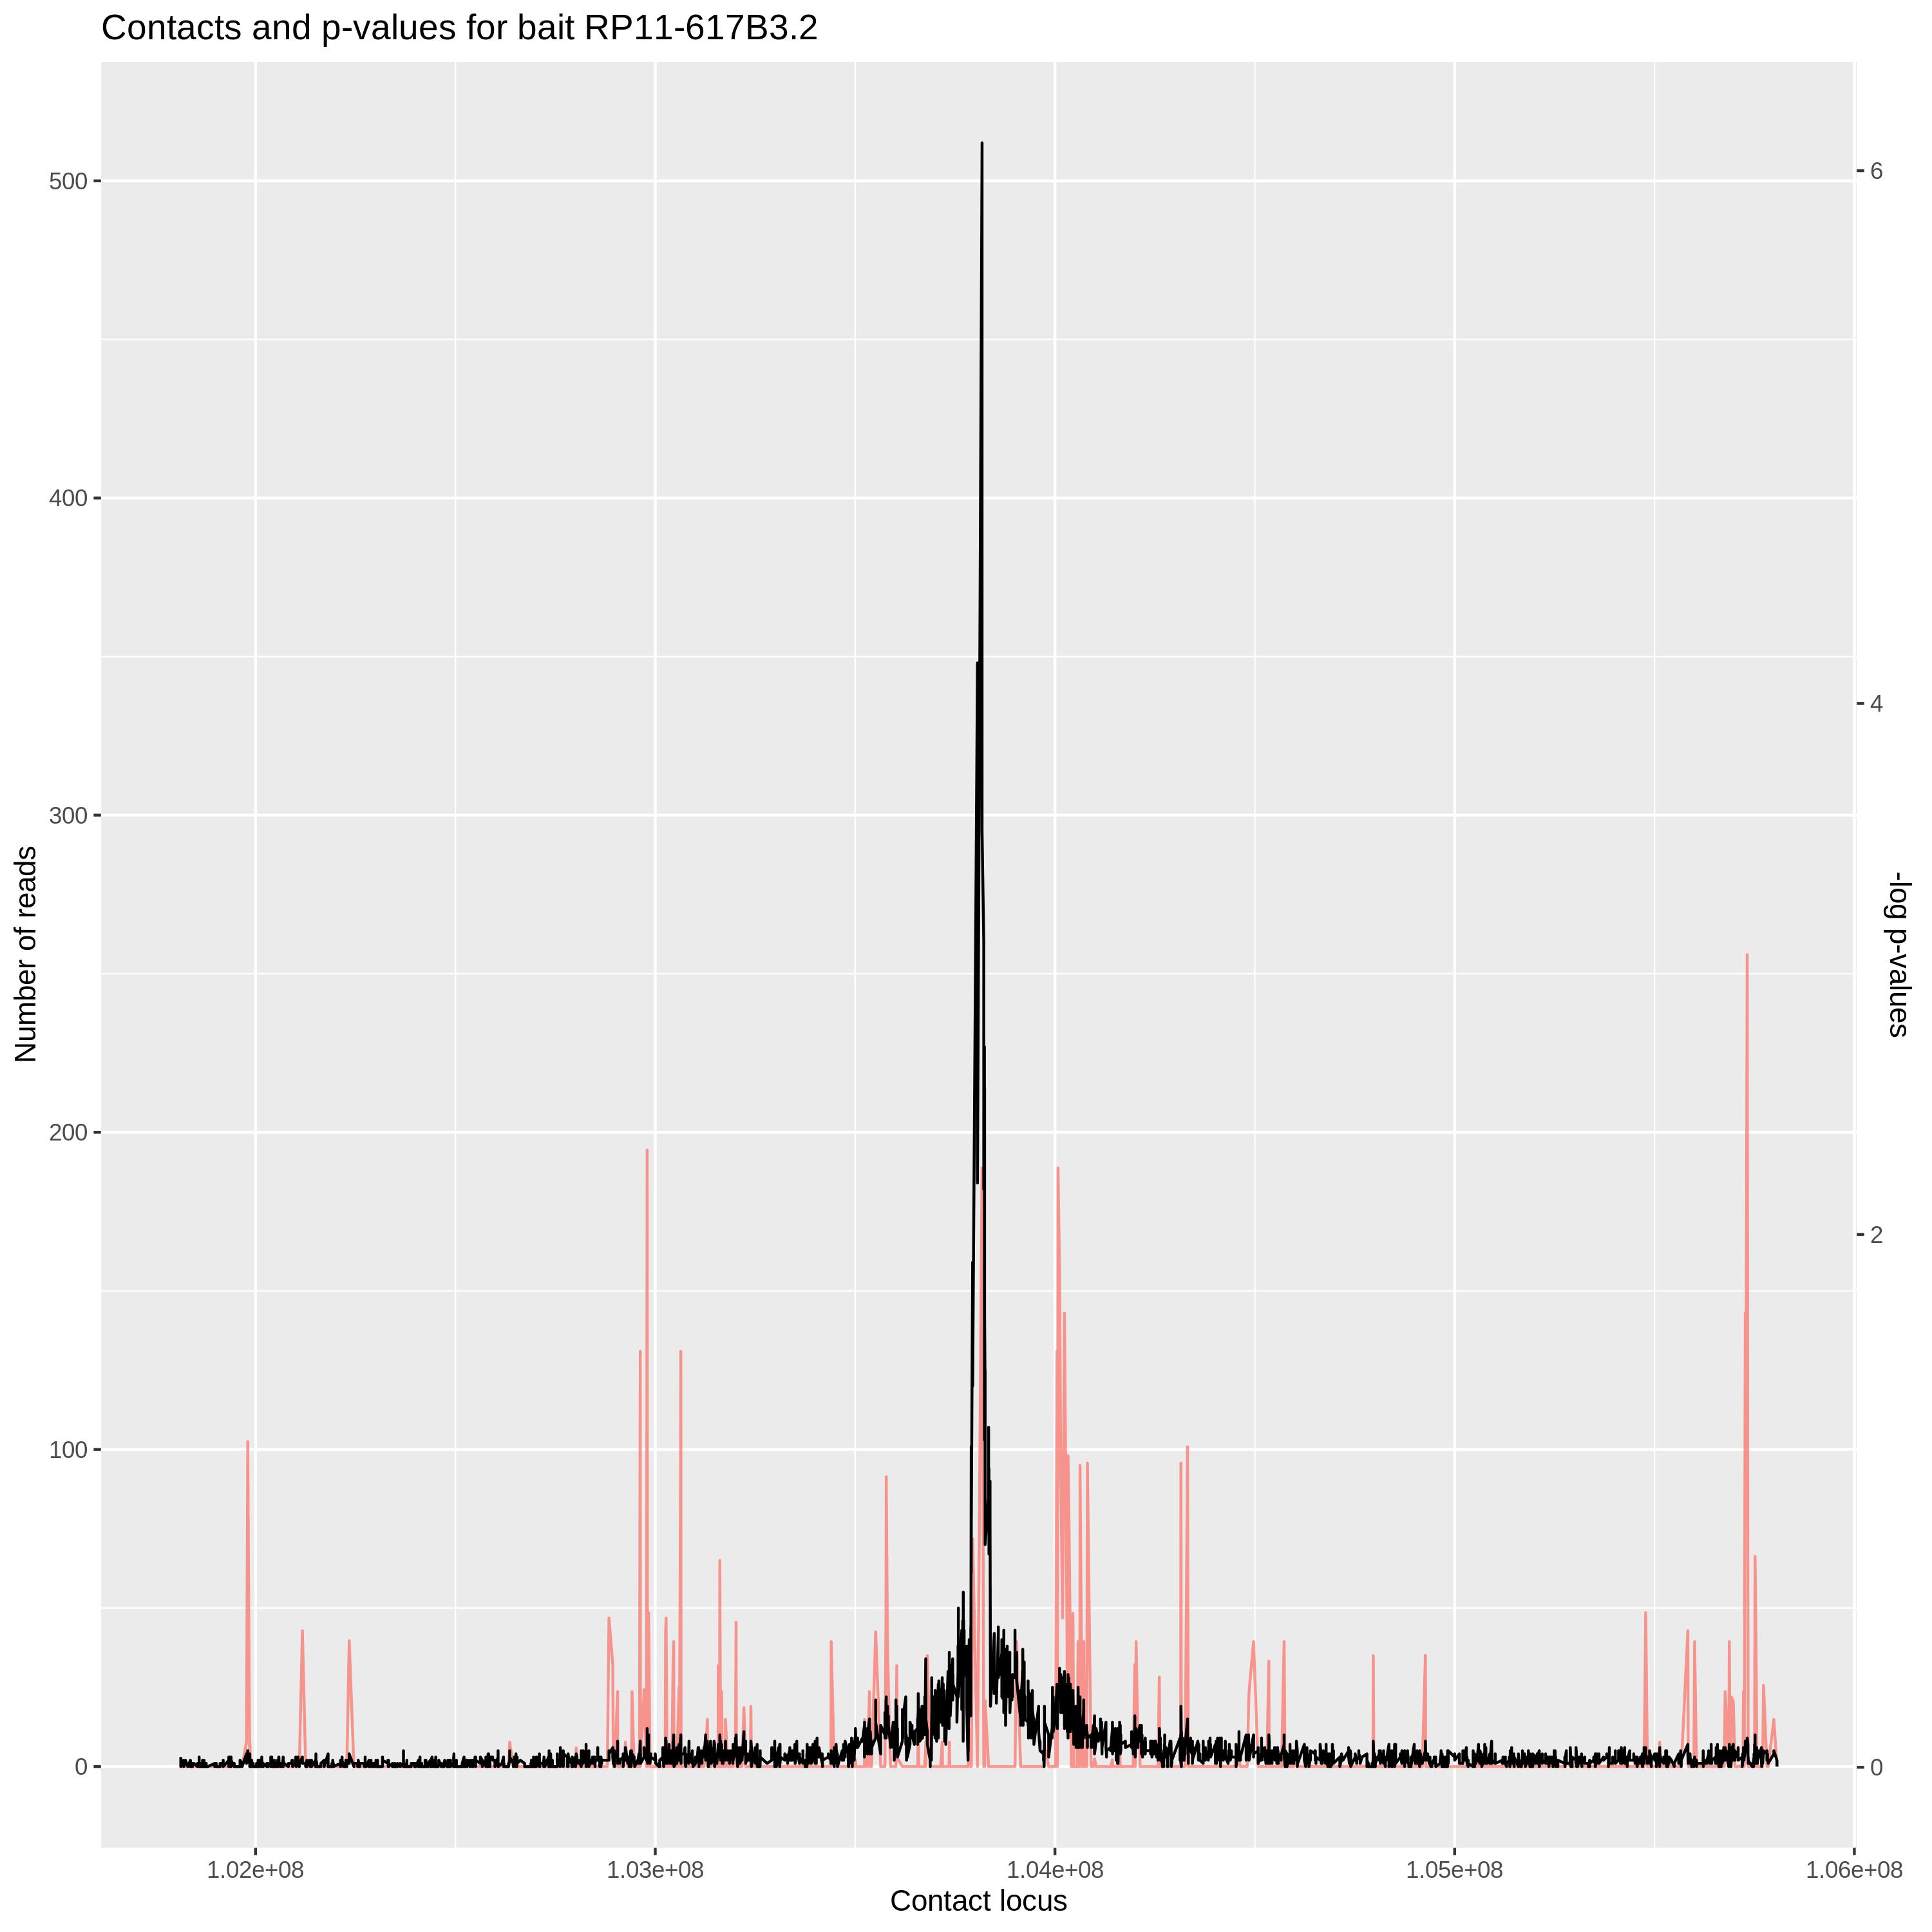 Contacts and p-values for bait RP11-617B3.2
500
400
300
200
100
0
Number of reads
6
4
2
0
-log p-values
1.02e+08
1.03e+08
1.04e+08
1.05e+08
1.06e+08
Contact locus